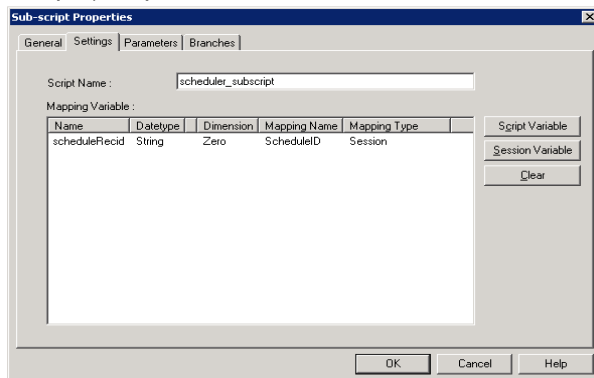 Sub-script Properties
General Settings Parameters Branches
Script Name : scheduler_subscript
Mapping Variable :
Name Datetype Dimension Mapping Name Mapping Type
scheduleRecid String Zero ScheduleID Session
Script Variable
Session Variable
Clear
OK Cancel Help